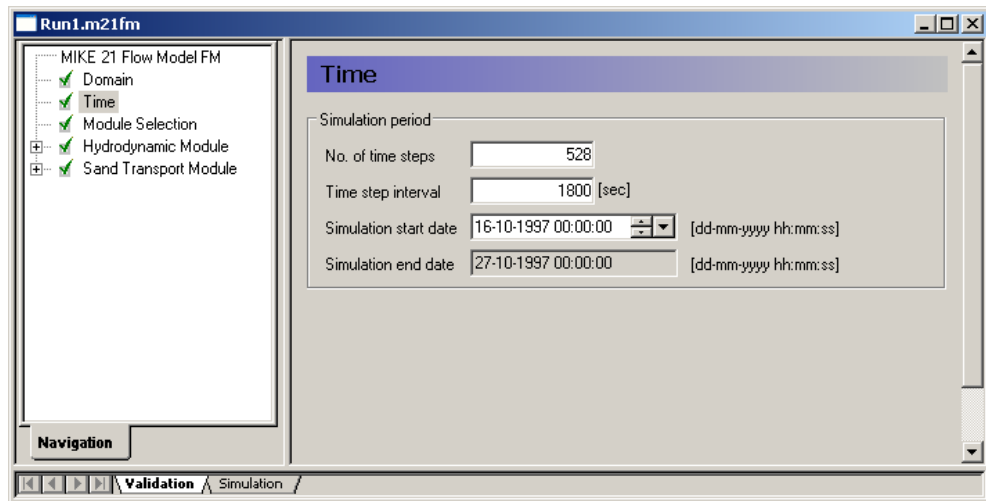 Run1.m21fm
MIKE 21 Flow Model FM
Domain
Time
Module Selection
Hydrodynamic Module
Sand Transport Module
Navigation
Time
Simulation period
No. of time steps 528
Time step interval 1800 [sec]
Simulation start date 16-10-1997 00:00:00 [dd-mm-yyyy hh:mm:ss]
Simulation end date 27-10-1997 00:00:00 [dd-mm-yyyy hh:mm:ss]
Validation Simulation